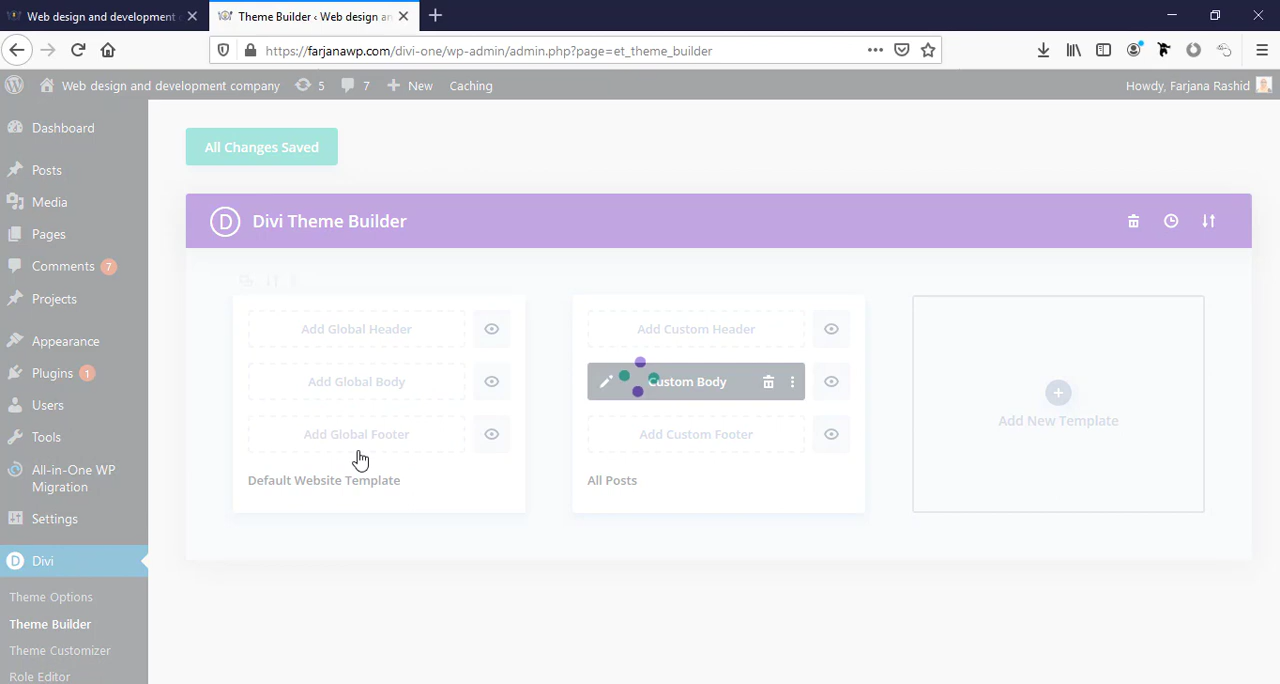 Web design and development
Theme Builder ‹ Web design an
https://farjanawp.com/divi-one/wp-admin/admin.php?page=et_theme_builder
Web design and development company
5
7
New
Caching
Howdy, Farjana Rashid
Dashboard
Posts
Media
Pages
Comments 7
Projects
Appearance
Plugins 1
Users
Tools
All-in-One WP
Migration
Settings
Divi
Theme Options
Theme Builder
Theme Customizer
Role Editor
All Changes Saved
D Divi Theme Builder
Add Global Header
Add Global Body
Add Global Footer
Default Website Template
Add Custom Header
Custom Body
Add Custom Footer
All Posts
Add New Template